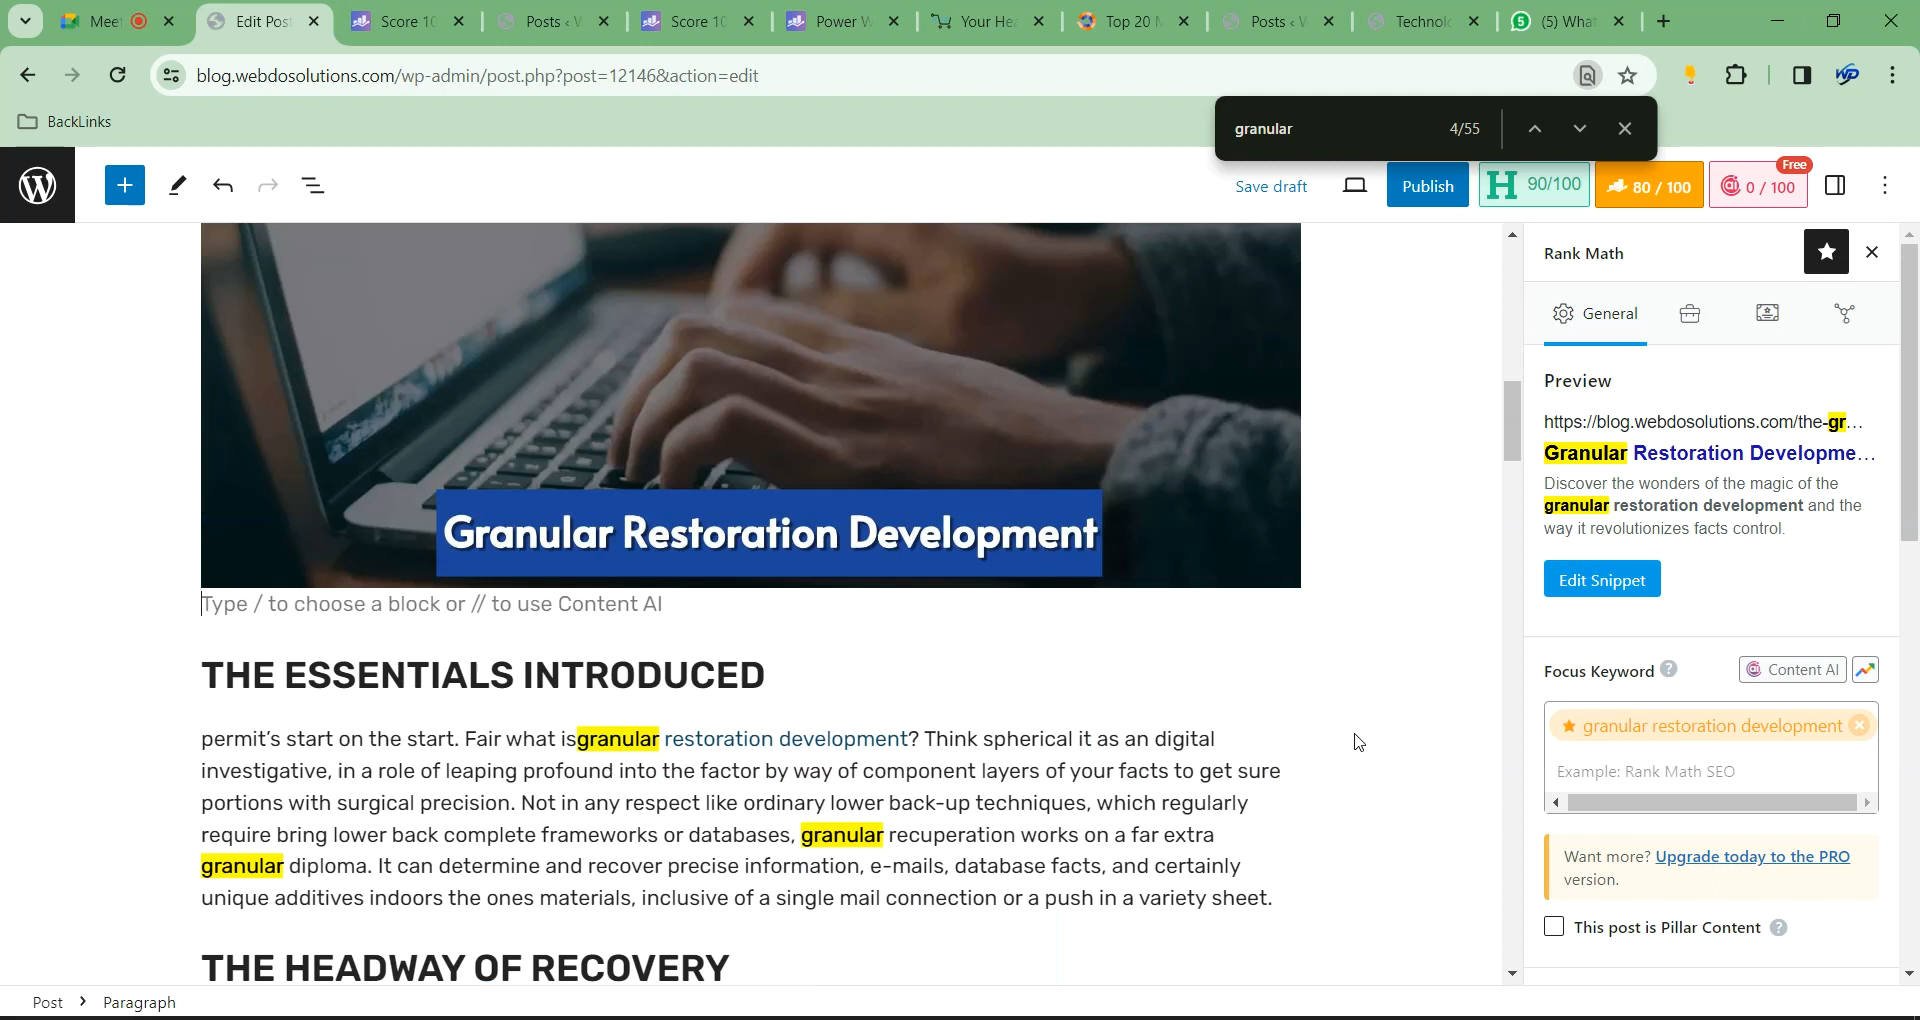 Meet
Edit Pos
Score 10
Posts ‹ W
Score 10
Power W
Your He
Top 20 M
Posts ‹ V
Technol
(5) What
blog.webdosolutions.com/wp-admin/post.php?post=12146&action=edit
BackLinks
granular
4/55
Save draft
Publish
H 90/100
80 / 100
0 / 100
Free
Granular Restoration Development
Type / to choose a block or // to use Content AI
THE ESSENTIALS INTRODUCED
permit's start on the start. Fair what isgranular restoration development? Think spherical it as an digital
investigative, in a role of leaping profound into the factor by way of component layers of your facts to get sure
portions with surgical precision. Not in any respect like ordinary lower back-up techniques, which regularly
require bring lower back complete frameworks or databases, granular recuperation works on a far extra
granular diploma. It can determine and recover precise information, e-mails, database facts, and certainly
unique additives indoors the ones materials, inclusive of a single mail connection or a push in a variety sheet.
THE HEADWAY OF RECOVERY
Post
Paragraph
Rank Math
General
Preview
https://blog.webdosolutions.com/the-gr...
Granular Restoration Developme...
Discover the wonders of the magic of the
granular restoration development and the
way it revolutionizes facts control.
Edit Snippet
Focus Keyword
Content AI
granular restoration development
Example: Rank Math SEO
Want more? Upgrade today to the PRO
version.
This post is Pillar Content